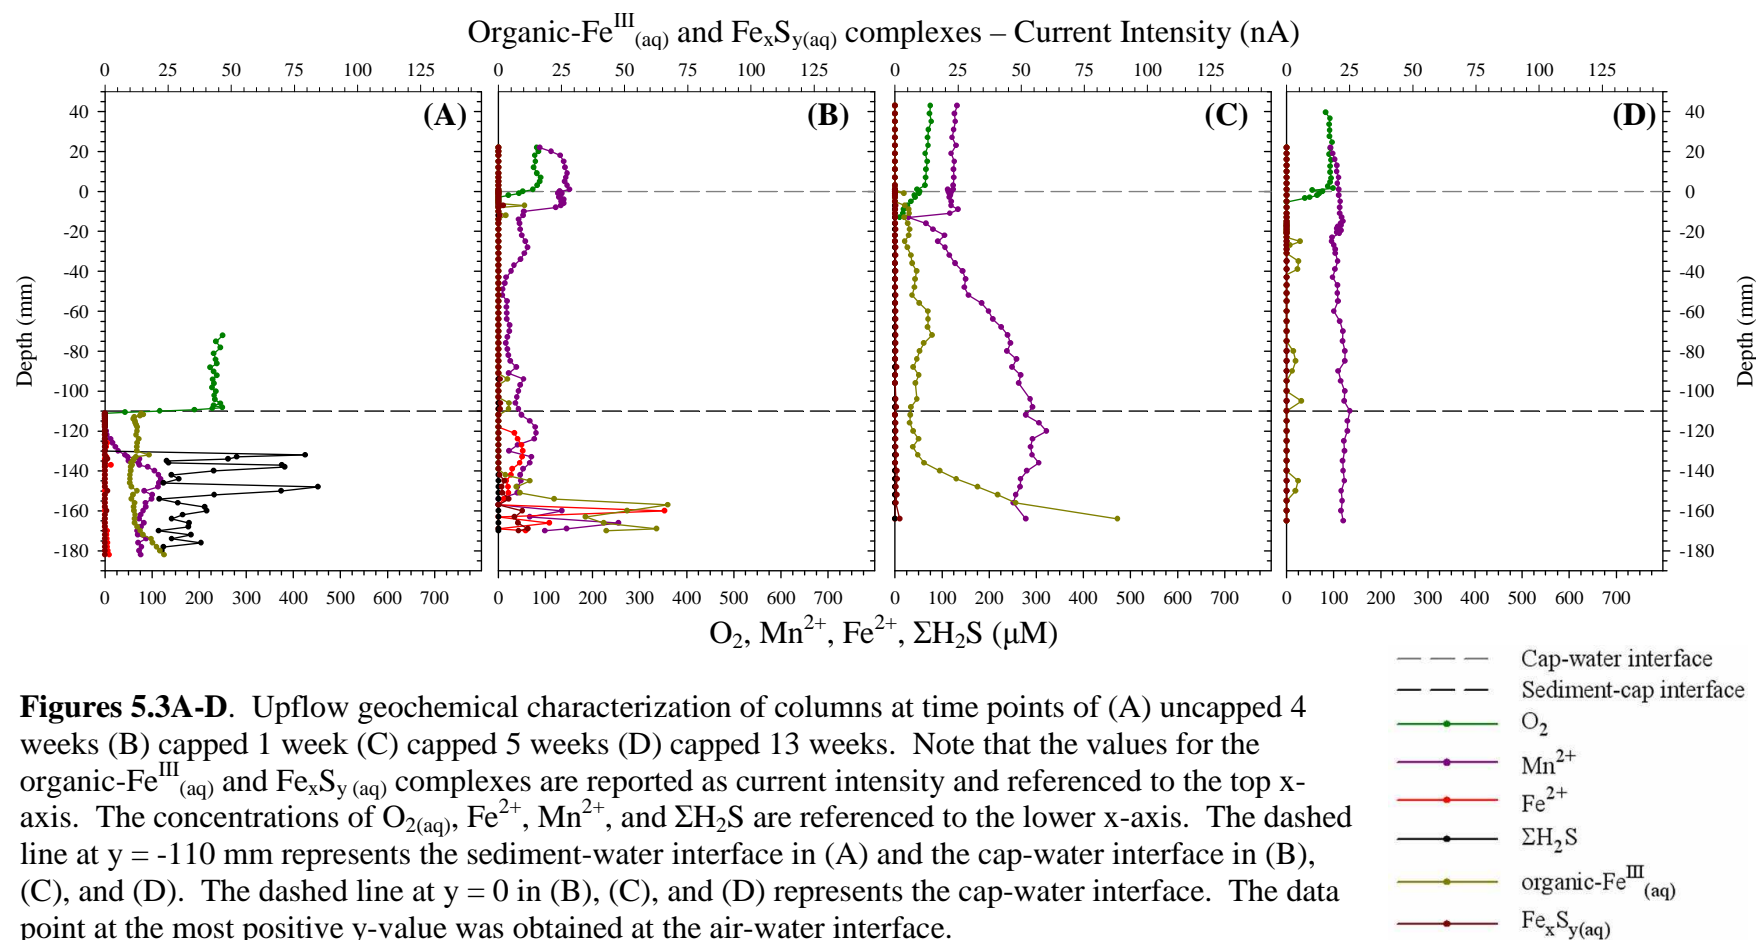 Organic-Fe^III(aq) and FexSy(aq) complexes – Current Intensity (nA)
0 25 50 75 100 125 0 25 50 75 100 125 0 25 50 75 100 125 0 25 50 75 100 125
(A) (B) (C) (D)
Depth (mm)
40
20
0
-20
-40
-60
-80
-100
-120
-140
-160
-180
40
20
0
-20
-40
-60
-80
-100
-120
-140
-160
-180
Depth (mm)
0 100 200 300 400 500 600 700 0 100 200 300 400 500 600 700 0 100 200 300 400 500 600 700 0 100 200 300 400 500 600 700
O2, Mn2+, Fe2+, ΣH2S (μM)
Cap-water interface
Sediment-cap interface
O2
Mn2+
Fe2+
ΣH2S
organic-Fe^III(aq)
FexSy(aq)
Figures 5.3A-D. Upflow geochemical characterization of columns at time points of (A) uncapped 4
weeks (B) capped 1 week (C) capped 5 weeks (D) capped 13 weeks. Note that the values for the
organic-Fe^III(aq) and FexSy (aq) complexes are reported as current intensity and referenced to the top x-
axis. The concentrations of O2(aq), Fe2+, Mn2+, and ΣH2S are referenced to the lower x-axis. The dashed
line at y = -110 mm represents the sediment-water interface in (A) and the cap-water interface in (B),
(C), and (D). The dashed line at y = 0 in (B), (C), and (D) represents the cap-water interface. The data
point at the most positive y-value was obtained at the air-water interface.